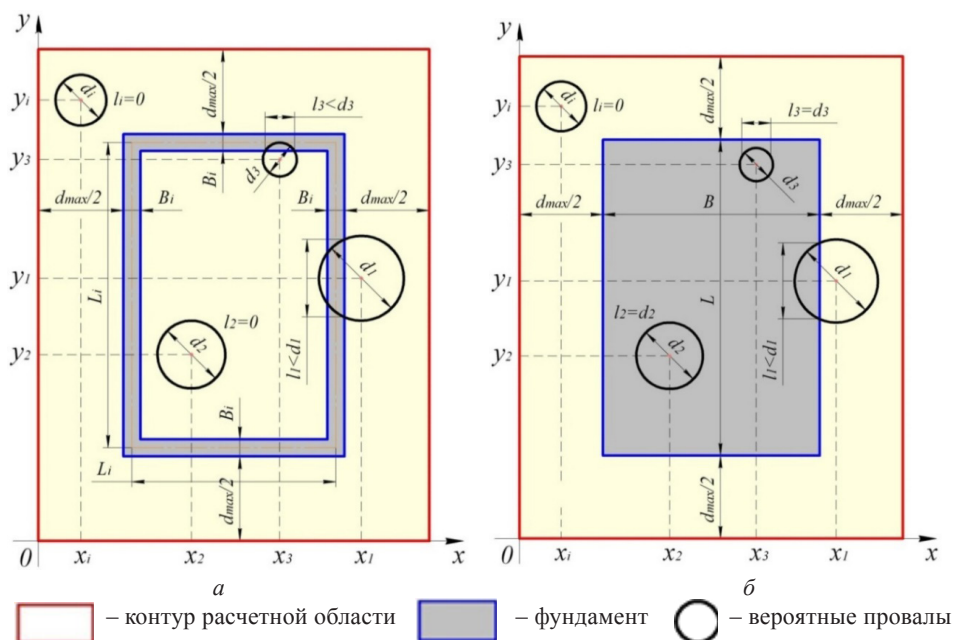 y
yᵢ
dᵢ
lᵢ=0
dₘₐₓ/2
l₃<d₃
y₃
d₃
Bᵢ
dₘₐₓ/2
Bᵢ
Bᵢ
dₘₐₓ/2
y₁
Lᵢ
d₁
l₂=0
y₂
d₂
l₁<d₁
Bᵢ
Lᵢ
dₘₐₓ/2
0
xᵢ
x₂
x₃
x₁
x
а
y
yᵢ
dᵢ
lᵢ=0
dₘₐₓ/2
l₃=d₃
y₃
d₃
dₘₐₓ/2
B
dₘₐₓ/2
y₁
d₁
L
l₂=d₂
y₂
d₂
l₁<d₁
dₘₐₓ/2
0
xᵢ
x₂
x₃
x₁
x
б
– контур расчетной области – фундамент – вероятные провалы